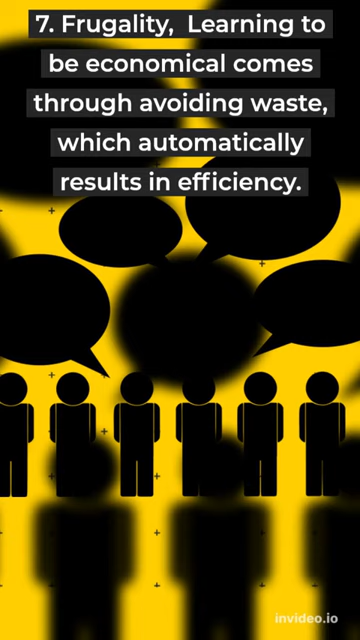 7. Frugality,  Learning to
be economical comes
through avoiding waste,
which automatically
results in efficiency.
invideo.io